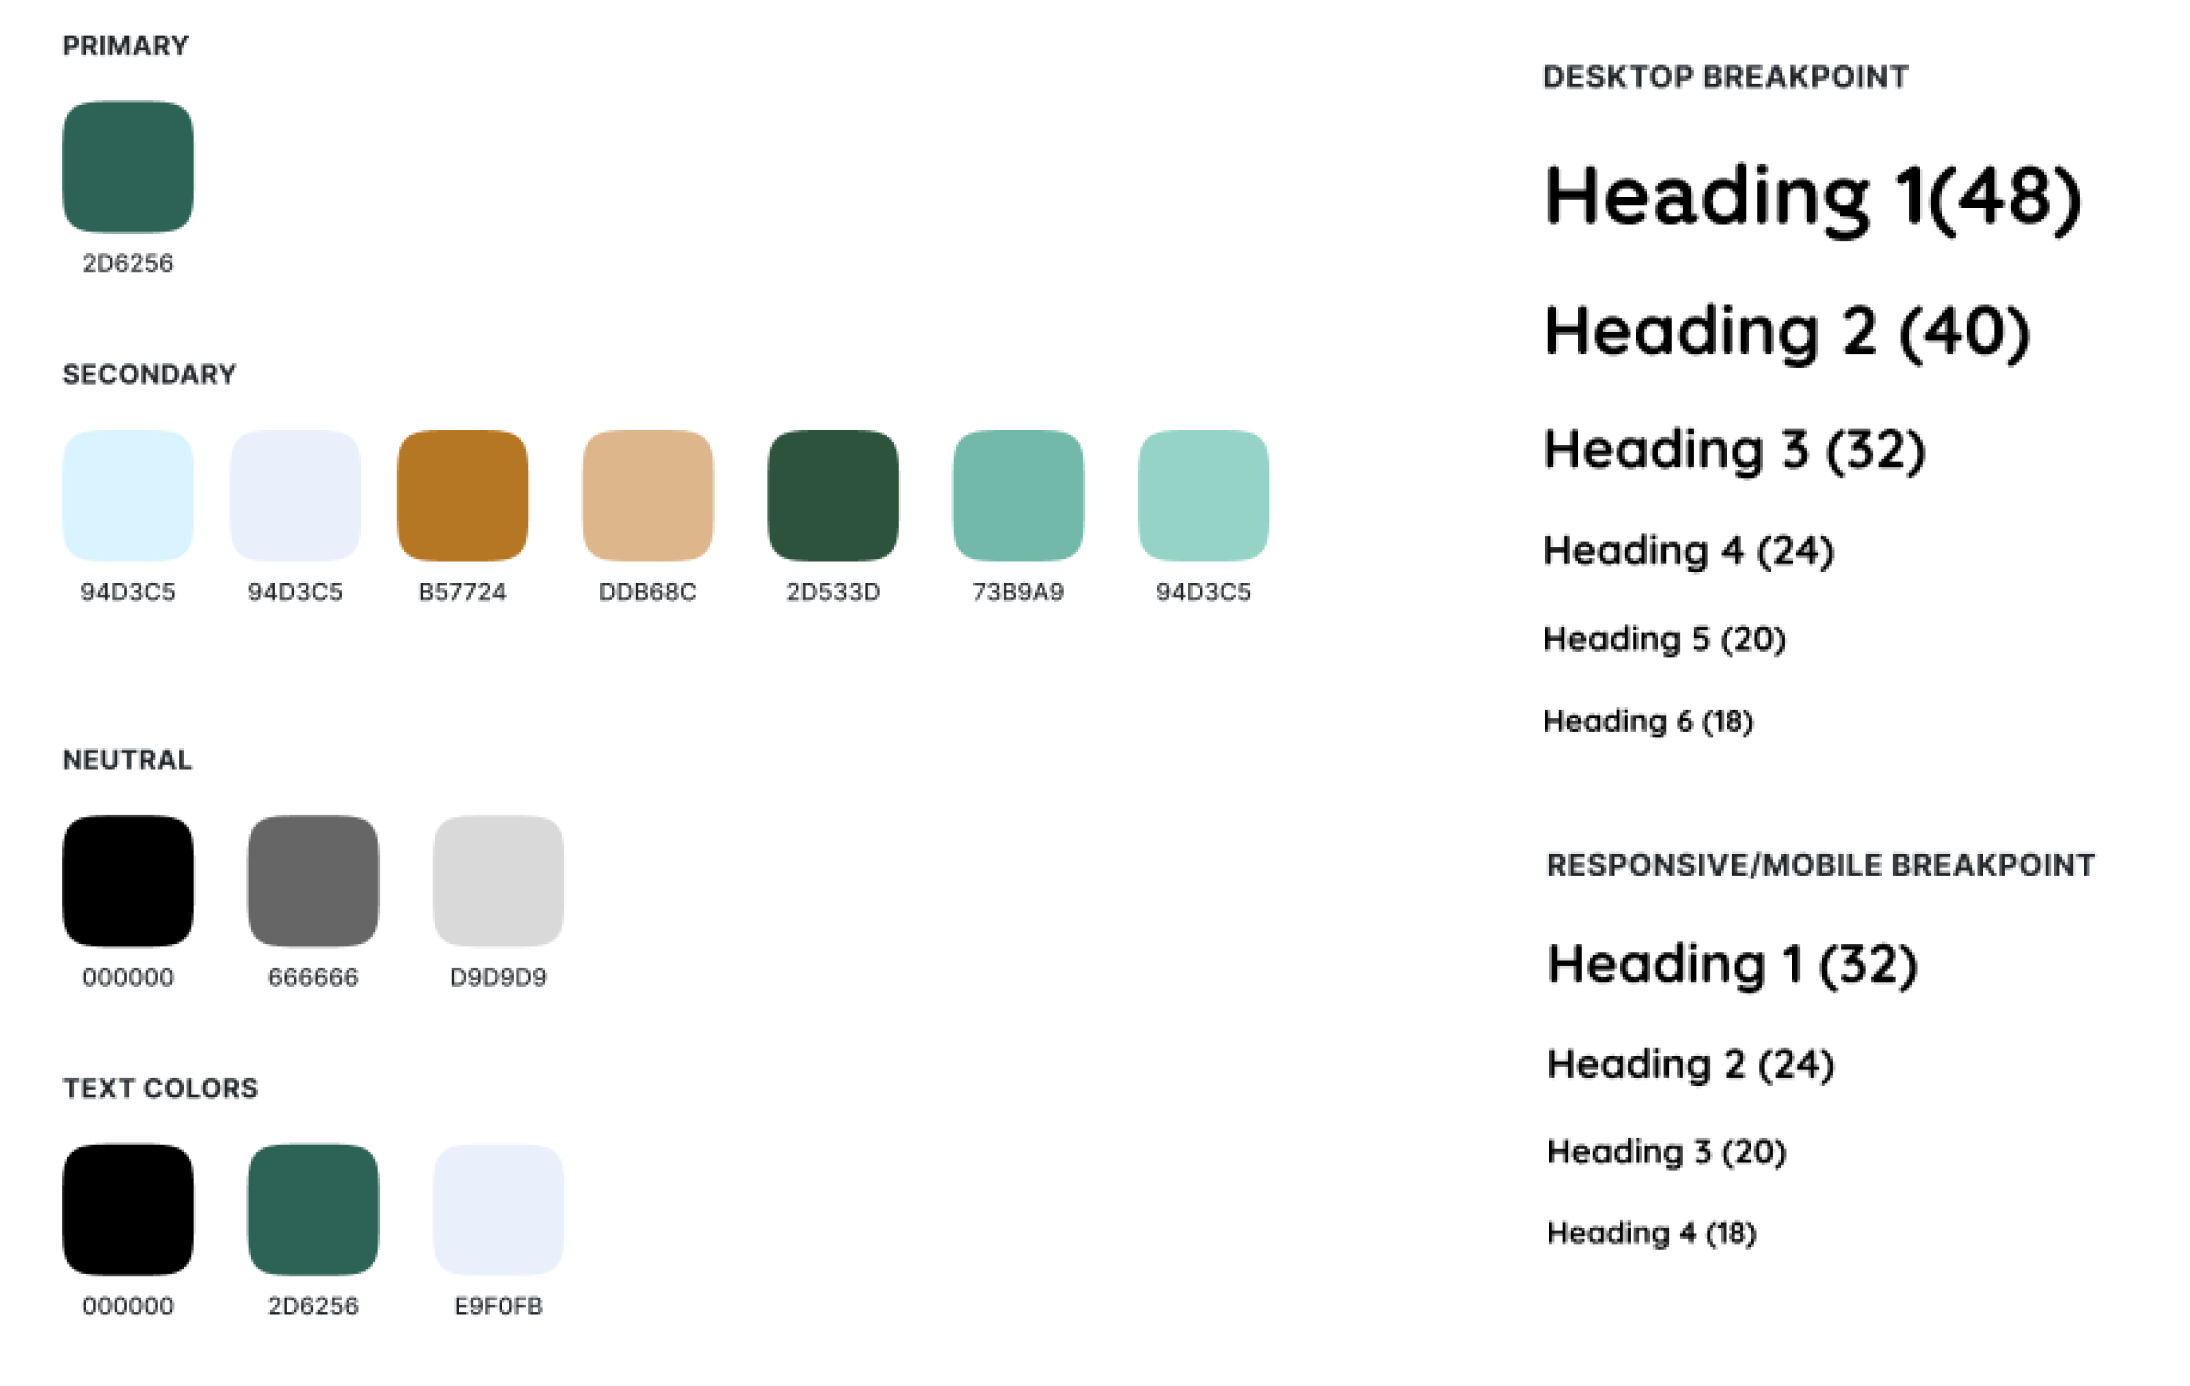 PRIMARY
2D6256
SECONDARY
94D3C5 94D3C5 B57724 DDB68C 2D533D 73B9A9 94D3C5
NEUTRAL
000000 666666 D9D9D9
TEXT COLORS
000000 2D6256 E9F0FB
DESKTOP BREAKPOINT
Heading 1(48)
Heading 2 (40)
Heading 3 (32)
Heading 4 (24)
Heading 5 (20)
Heading 6 (18)
RESPONSIVE/MOBILE BREAKPOINT
Heading 1 (32)
Heading 2 (24)
Heading 3 (20)
Heading 4 (18)